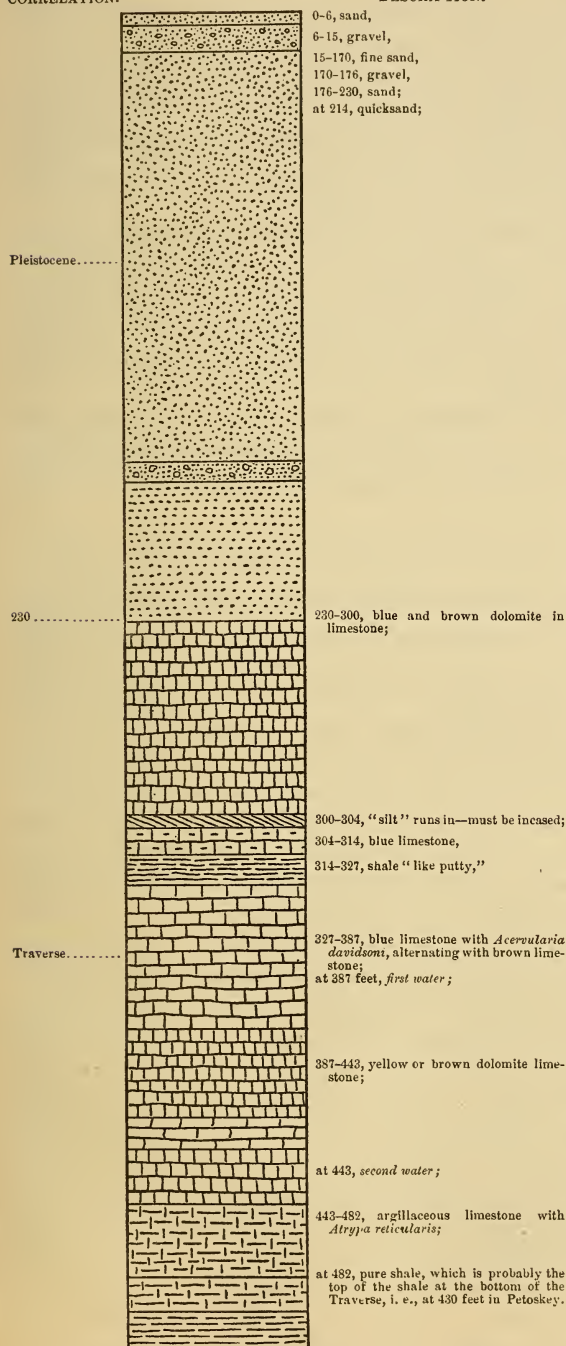 0-6, sand,
6-15, gravel,
15-170, fine sand,
170-176, gravel,
176-230, sand;
at 214, quicksand;
Pleistocene.......
230..............
230-300, blue and brown dolomite in
limestone;
300-304, "silt" runs in—must be incased;
304-314, blue limestone,
314-327, shale "like putty,"
Traverse.........
327-387, blue limestone with Acervularia
davidsoni, alternating with brown lime-
stone;
at 387 feet, first water;
387-443, yellow or brown dolomite lime-
stone;
at 443, second water;
443-482, argillaceous limestone with
Atrypa reticularis;
at 482, pure shale, which is probably the
top of the shale at the bottom of the
Traverse, i. e., at 430 feet in Petoskey.